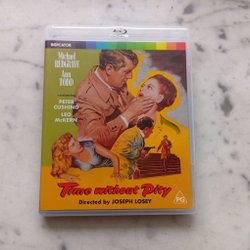 INDICATOR
Michael
REDGRAVE
Ann
TODD
PETER
CUSHING
LEO
McKERN
Time without Pity
Directed by JOSEPH LOSEY
PG